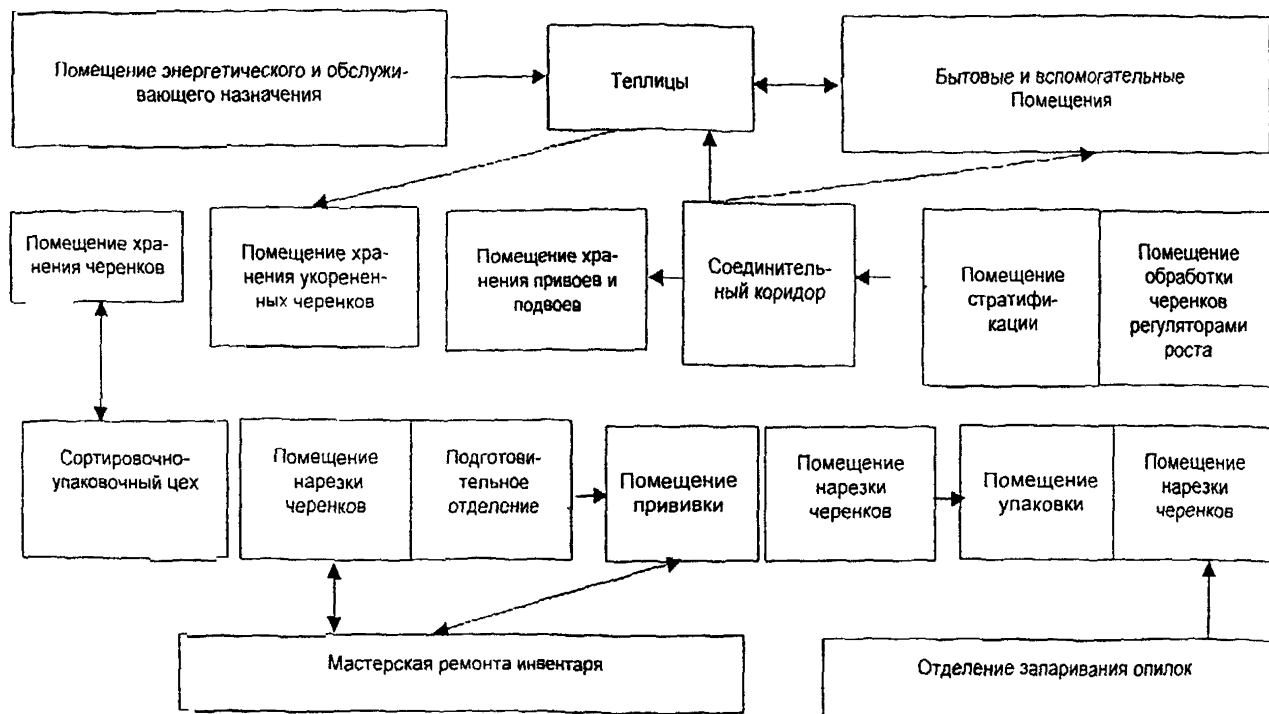 Помещение энергетического и обслужи-
вающего назначения
Теплицы
Бытовые и вспомогательные
Помещения
Помещение хра-
нения черенков
Помещение хра-
нения укоренен-
ных черенков
Помещение хра-
нения привоев и
подвоев
Соединитель-
ный коридор
Помещение
стратифи-
кации
Помещение
обработки
черенков
регуляторами
роста
Сортировочно-
упаковочный цех
Помещение
нарезки
черенков
Подготови-
тельное
отделение
Помещение
прививки
Помещение
нарезки
черенков
Помещение
упаковки
Помещение
нарезки
черенков
Мастерская ремонта инвентаря
Отделение запаривания опилок